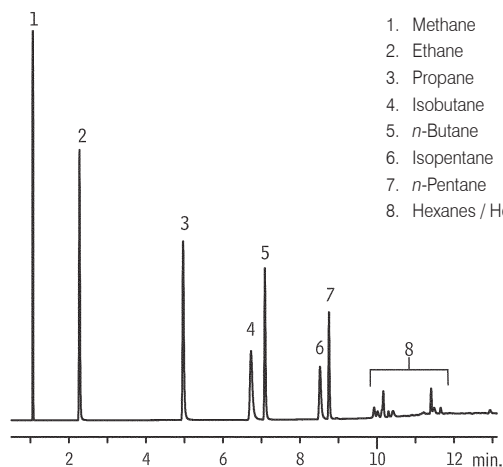 1
2
3
4
5
6
7
8
1. Methane
2. Ethane
3. Propane
4. Isobutane
5. n-Butane
6. Isopentane
7. n-Pentane
8. Hexanes /
2 4 6 8 10 12 min.